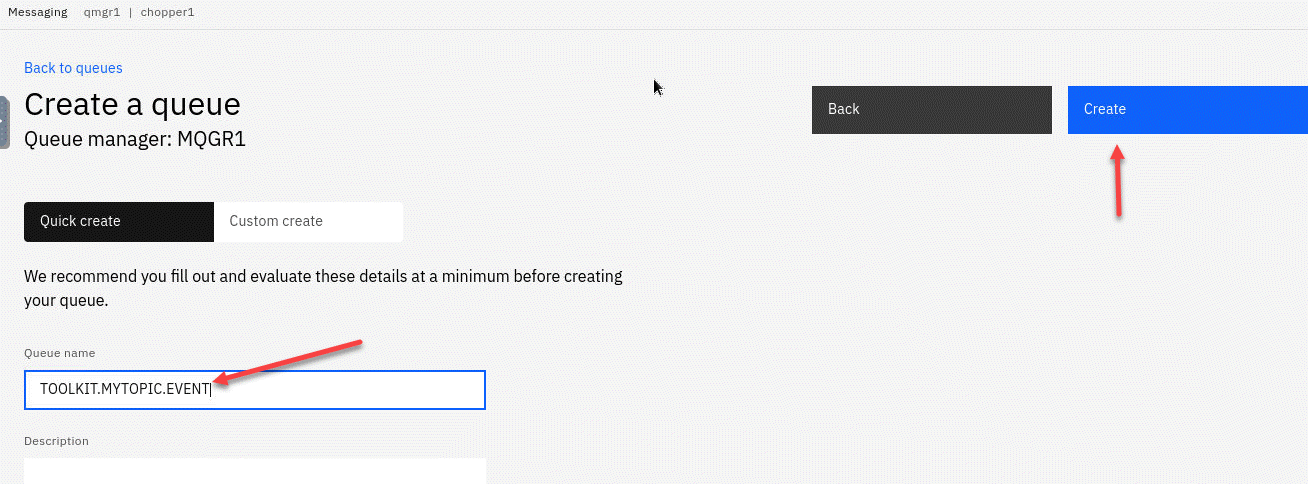 Messaging qmgr1 | chopper1
Back to queues
Create a queue
Queue manager: MQGR1
Back
Create
Quick create
Custom create
We recommend you fill out and evaluate these details at a minimum before creating
your queue.
Queue name
TOOLKIT.MYTOPIC.EVENT
Description